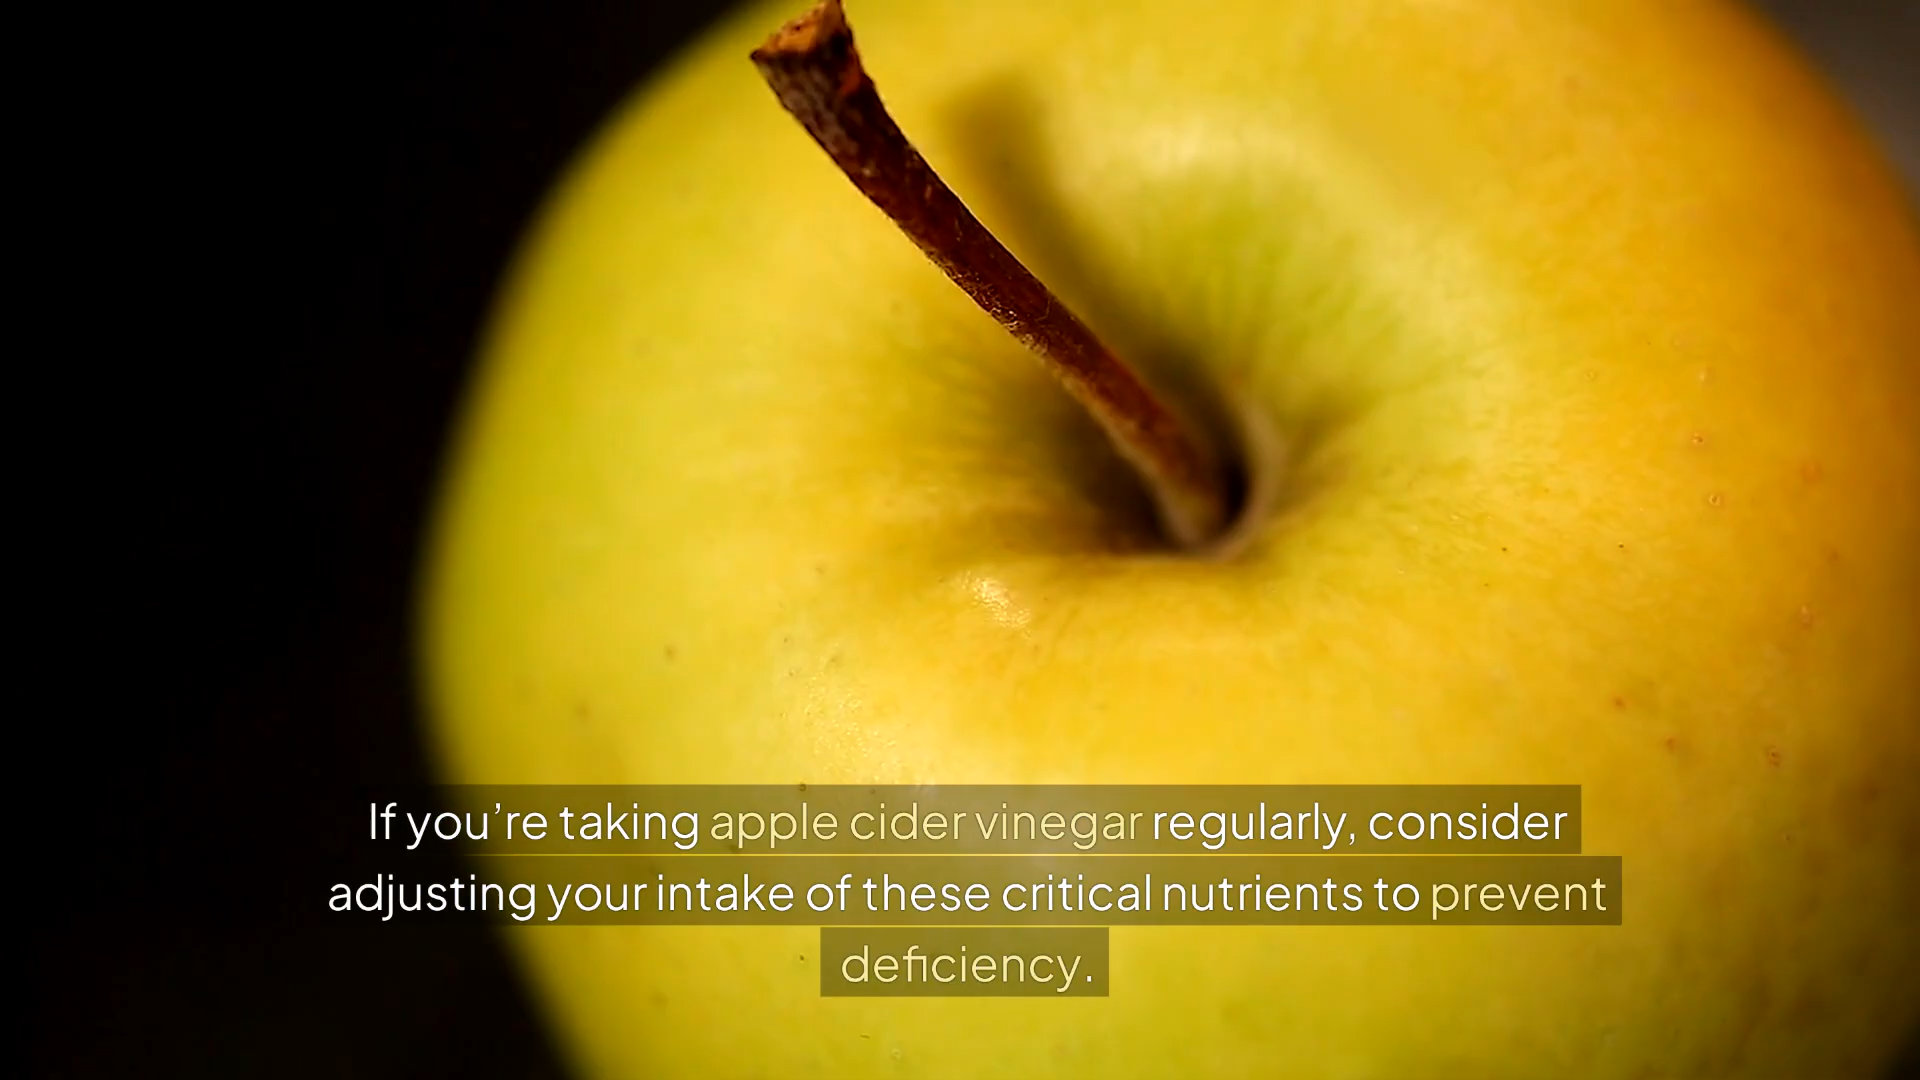 If you’re taking apple cider vinegar regularly, consider
adjusting your intake of these critical nutrients to prevent
deficiency.